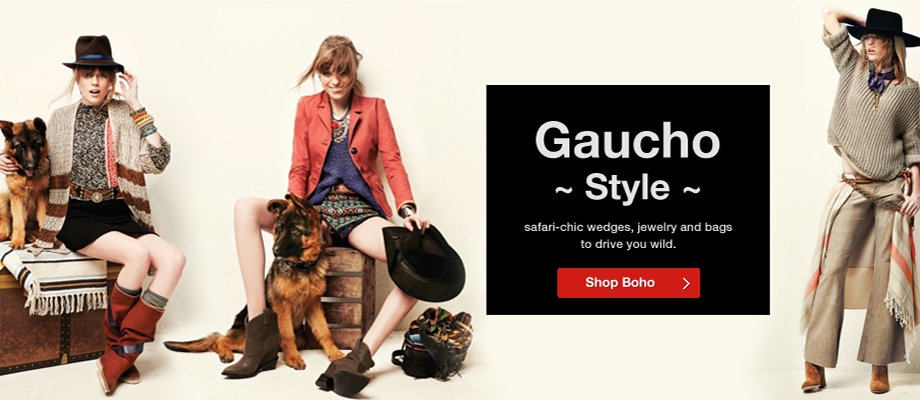 Gaucho
~ Style ~
safari-chic wedges, jewelry and bags
to drive you wild.
Shop Boho